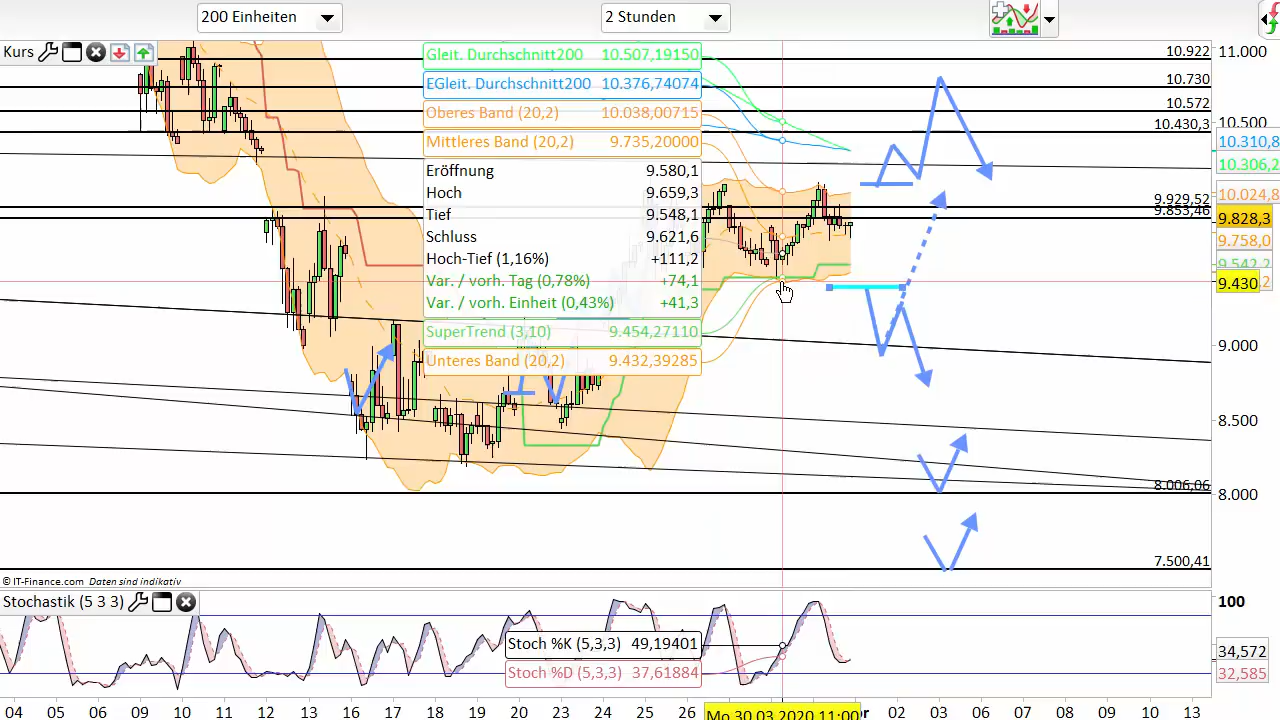 200 Einheiten
2 Stunden
Kurs
Gleit. Durchschnitt200 10.507,19150
EGleit. Durchschnitt200 10.376,74074
Oberes Band (20,2) 10.038,00715
Mittleres Band (20,2) 9.735,20000
Eröffnung 9.580,1
Hoch 9.659,3
Tief 9.548,1
Schluss 9.621,6
Hoch-Tief (1,16%) +111,2
Var. / vorh. Tag (0,78%) +74,1
Var. / vorh. Einheit (0,43%) +41,3
SuperTrend (3,10) 9.454,27110
Unteres Band (20,2) 9.432,39285
10.922
10.730
10.572
10.430,3
9.929,52
9.853,46
8.006,06
7.500,41
11.000
10.500
10.310,8
10.306,2
10.024,8
9.828,3
9.758,0
9.542,2
9.430
9.000
8.500
8.000
© IT-Finance.com Daten sind indikativ
Stochastik (5 3 3)
Stoch %K (5,3,3) 49,19401
Stoch %D (5,3,3) 37,61884
100
34,572
32,585
04 05 06 09 10 11 12 13 16 17 18 19 20 23 24 25 26 Mo 30.03.2020 11:00 02 03 06 07 08 09 10 13